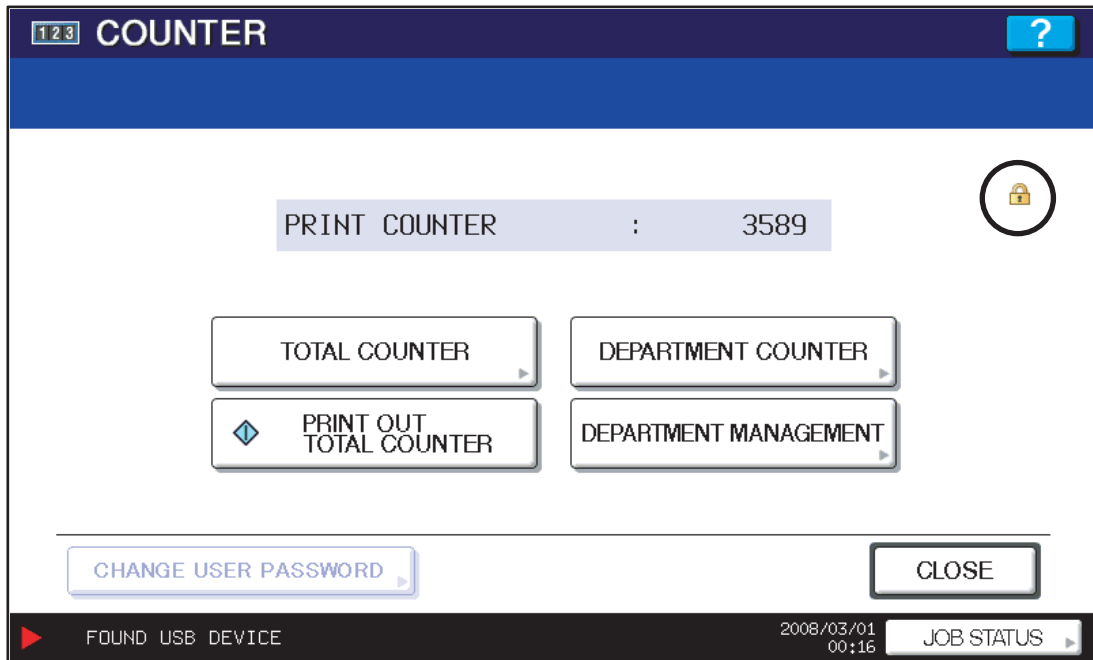 123 COUNTER ?
PRINT COUNTER : 3589
TOTAL COUNTER
DEPARTMENT COUNTER
PRINT OUT
TOTAL COUNTER
DEPARTMENT MANAGEMENT
CHANGE USER PASSWORD
CLOSE
FOUND USB DEVICE
2008/03/01
00:16
JOB STATUS